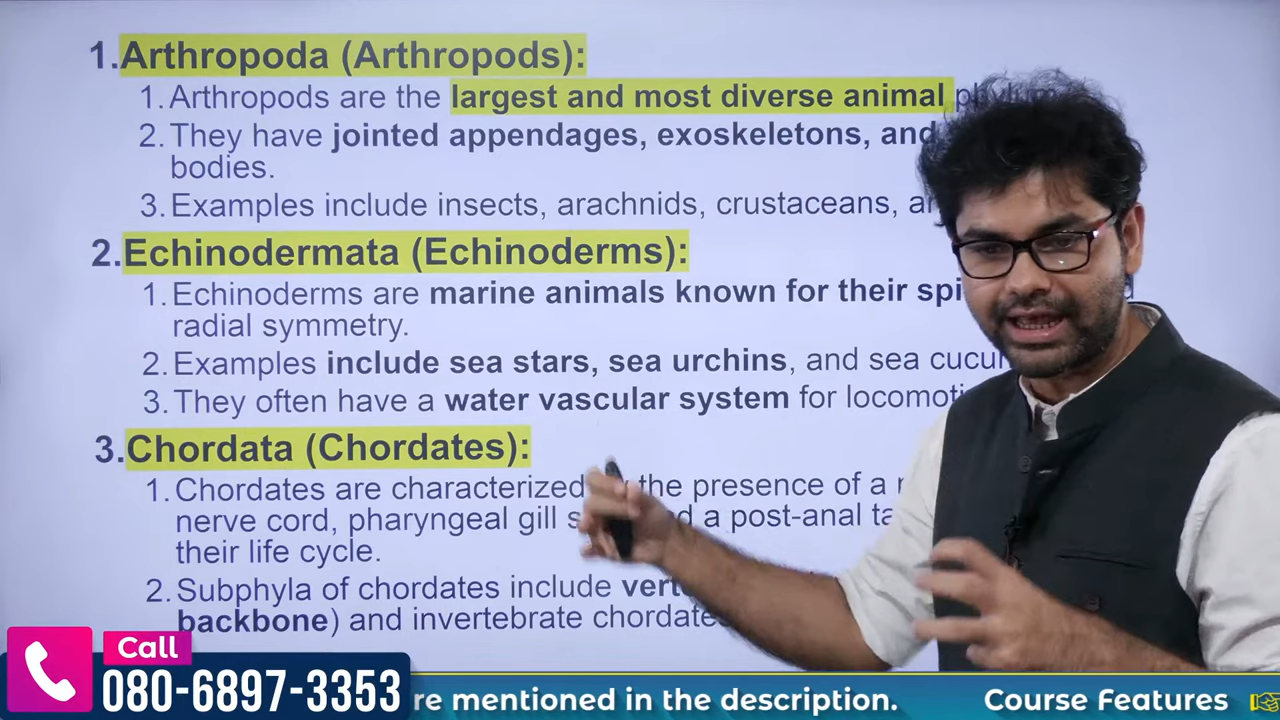 1.Arthropoda (Arthropods):
1. Arthropods are the largest and most diverse animal phylum
2. They have jointed appendages, exoskeletons, and
bodies.
3. Examples include insects, arachnids, crustaceans,
2.Echinodermata (Echinoderms):
1. Echinoderms are marine animals known for their
radial symmetry.
2. Examples include sea stars, sea urchins, and sea
3. They often have a water vascular system for
3.Chordata (Chordates):
1. Chordates are characterized by the presence of a
nerve cord, pharyngeal gill a post-anal
their life cycle.
2. Subphyla of chordates include
backbone) and invertebrate
Call
080-6897-3353
re mentioned in the description. Course Features